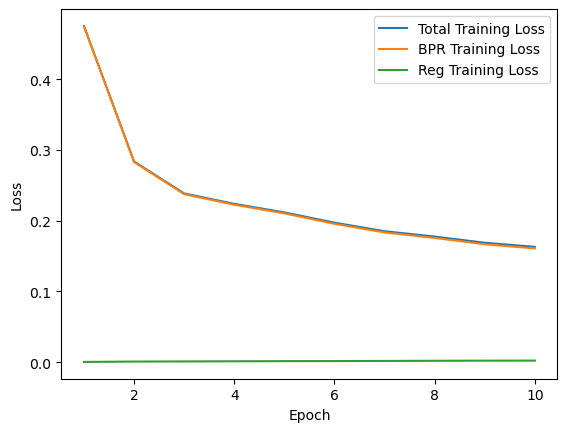 Total Training Loss
BPR Training Loss
Reg Training Loss
Loss
0.4
0.3
0.2
0.1
0.0
2
4
6
8
10
Epoch